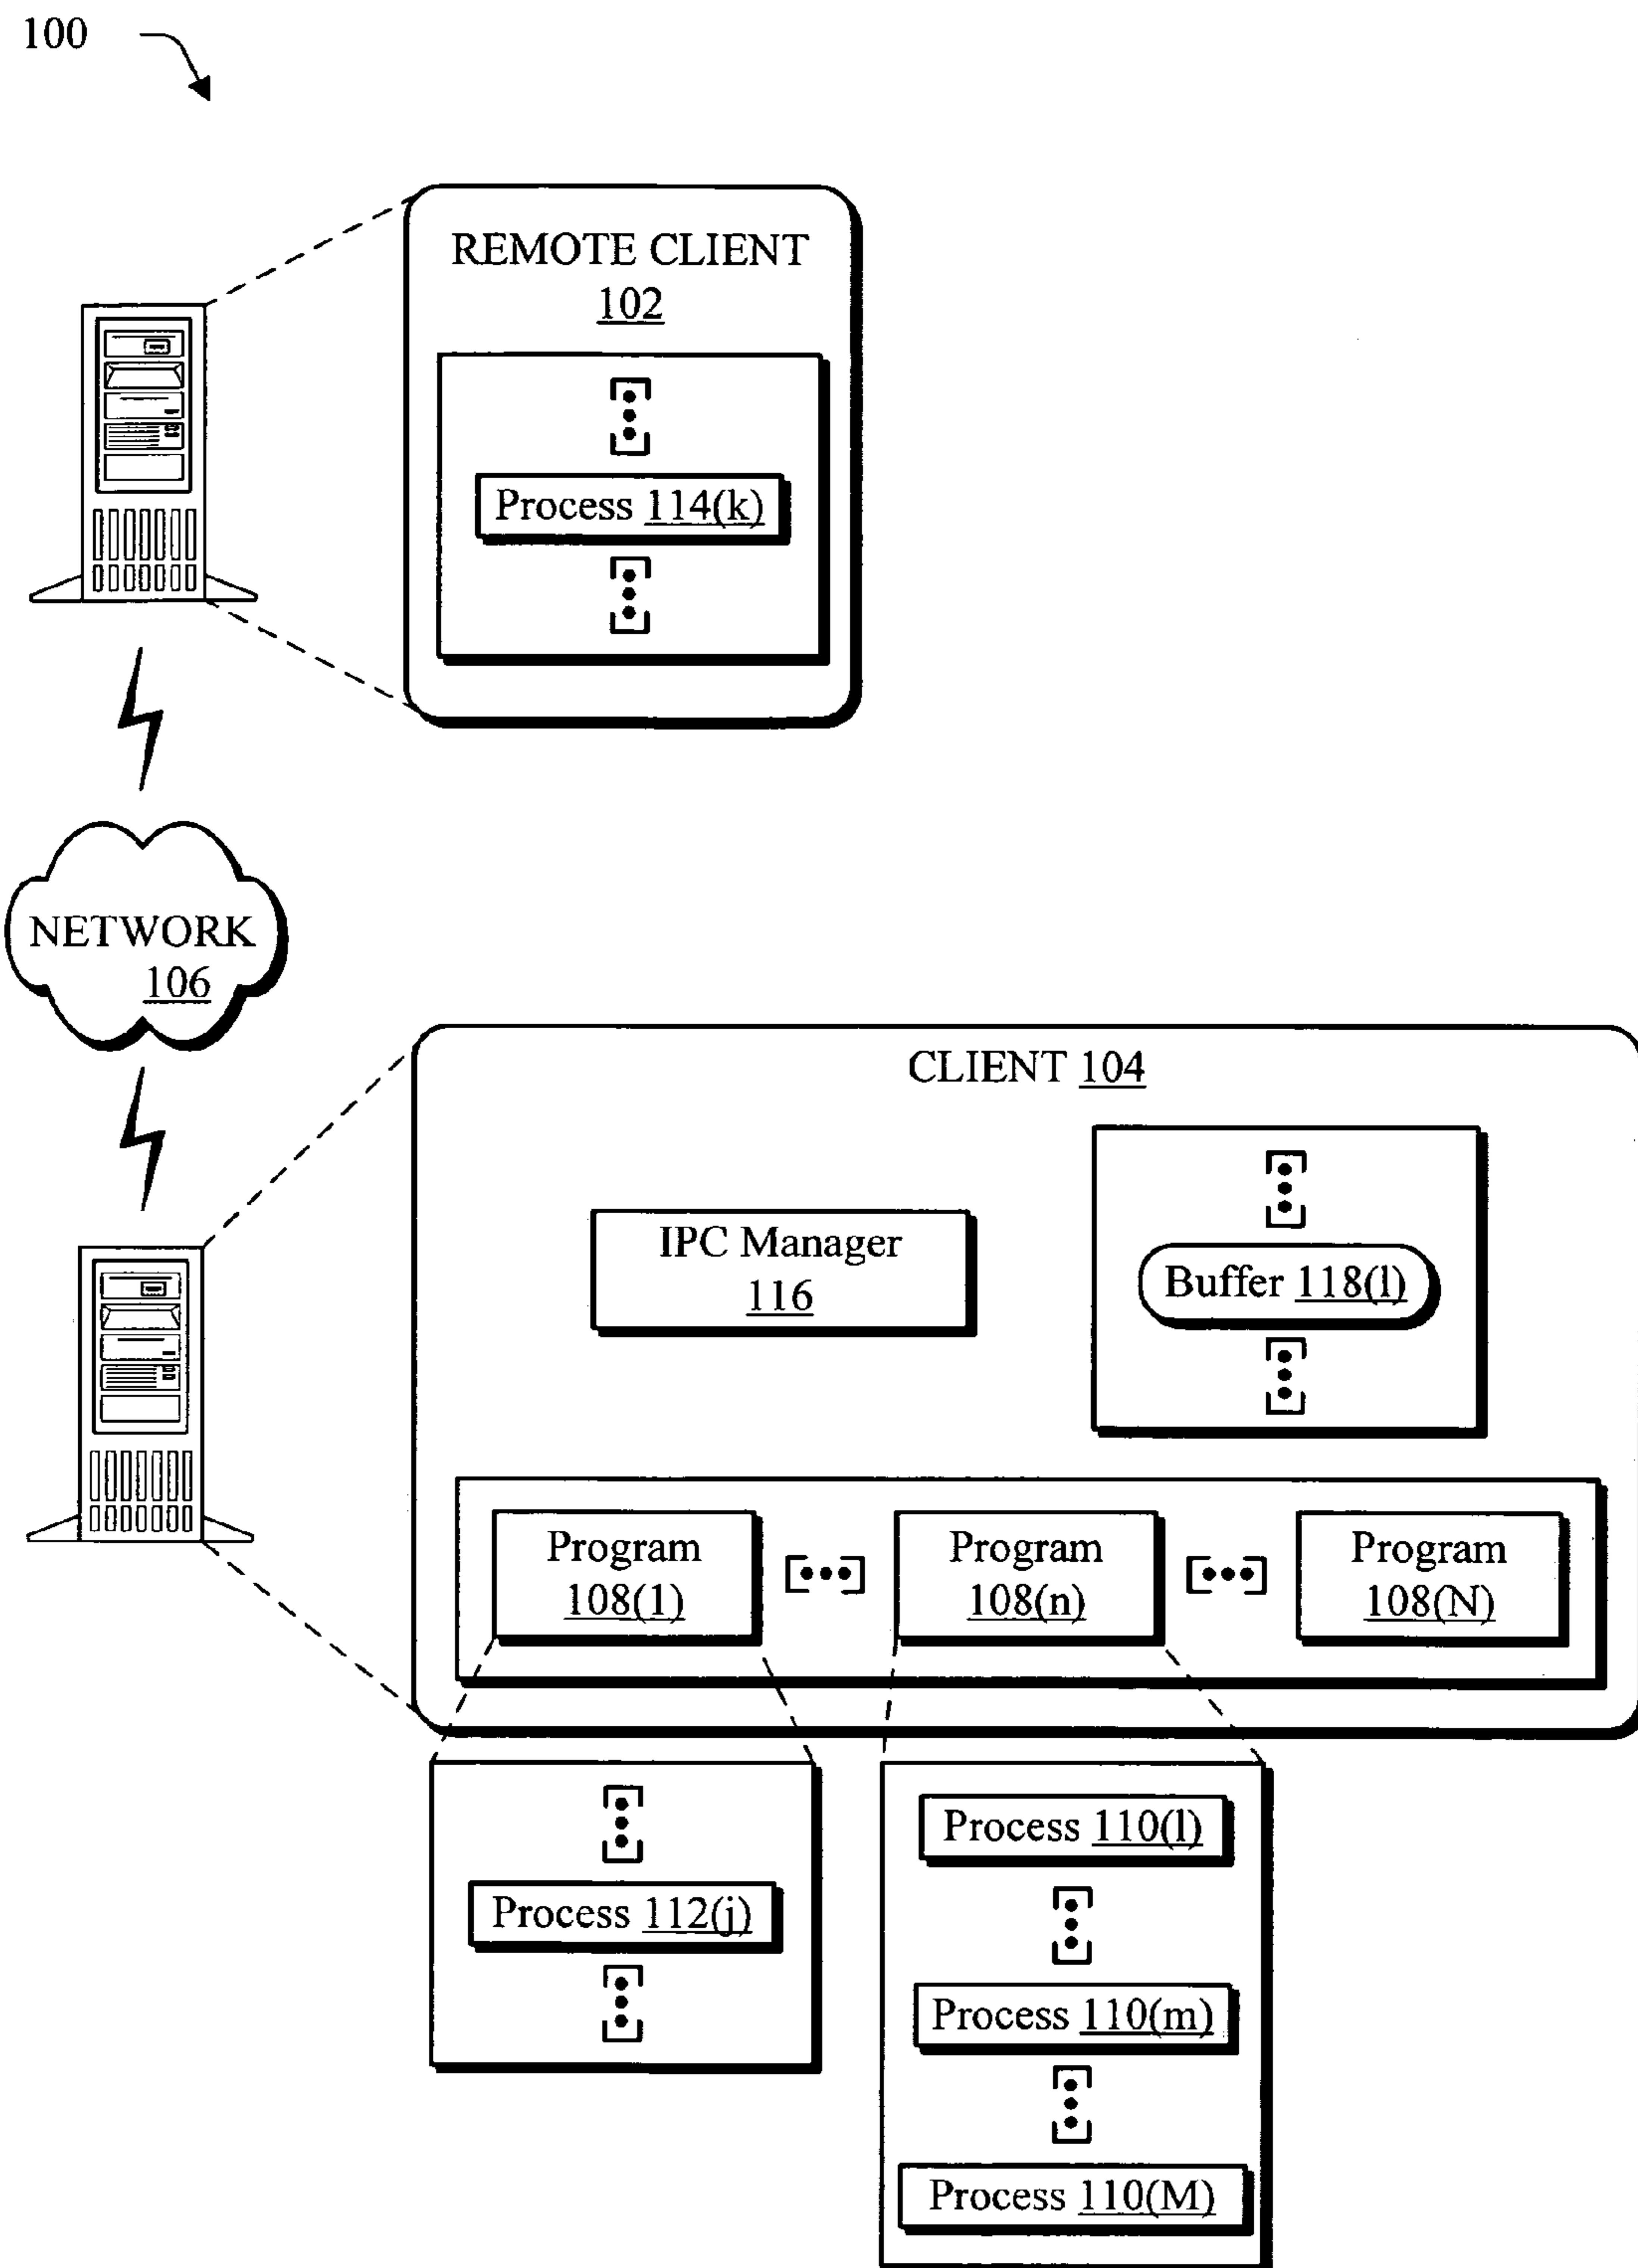 100
REMOTE CLIENT
102
Process 114(k)
NETWORK
106
CLIENT 104
IPC Manager
116
Buffer 118(l)
Program
108(1)
Program
108(n)
Program
108(N)
Process 112(j)
Process 110(l)
Process 110(m)
Process 110(M)